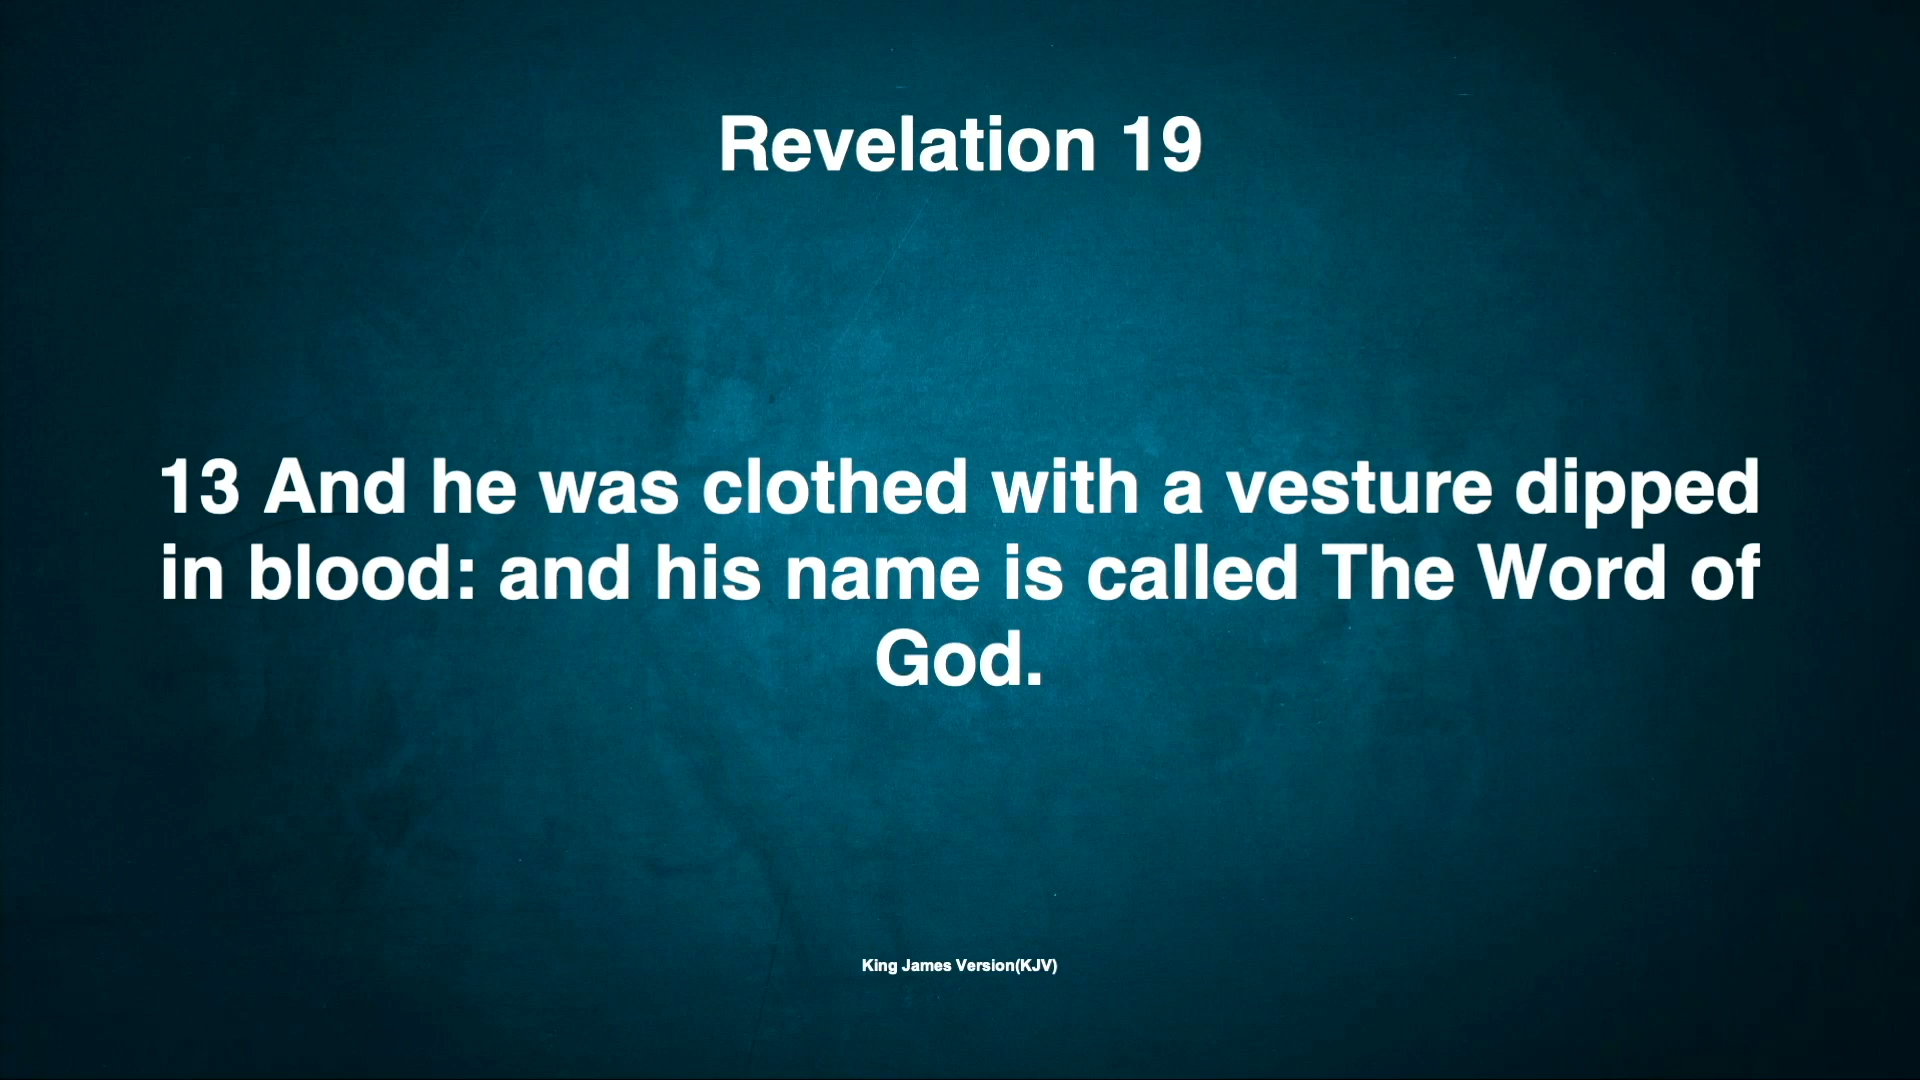 Revelation 19
13 And he was clothed with a vesture dipped
in blood: and his name is called The Word of
God.
King James Version(KJV)